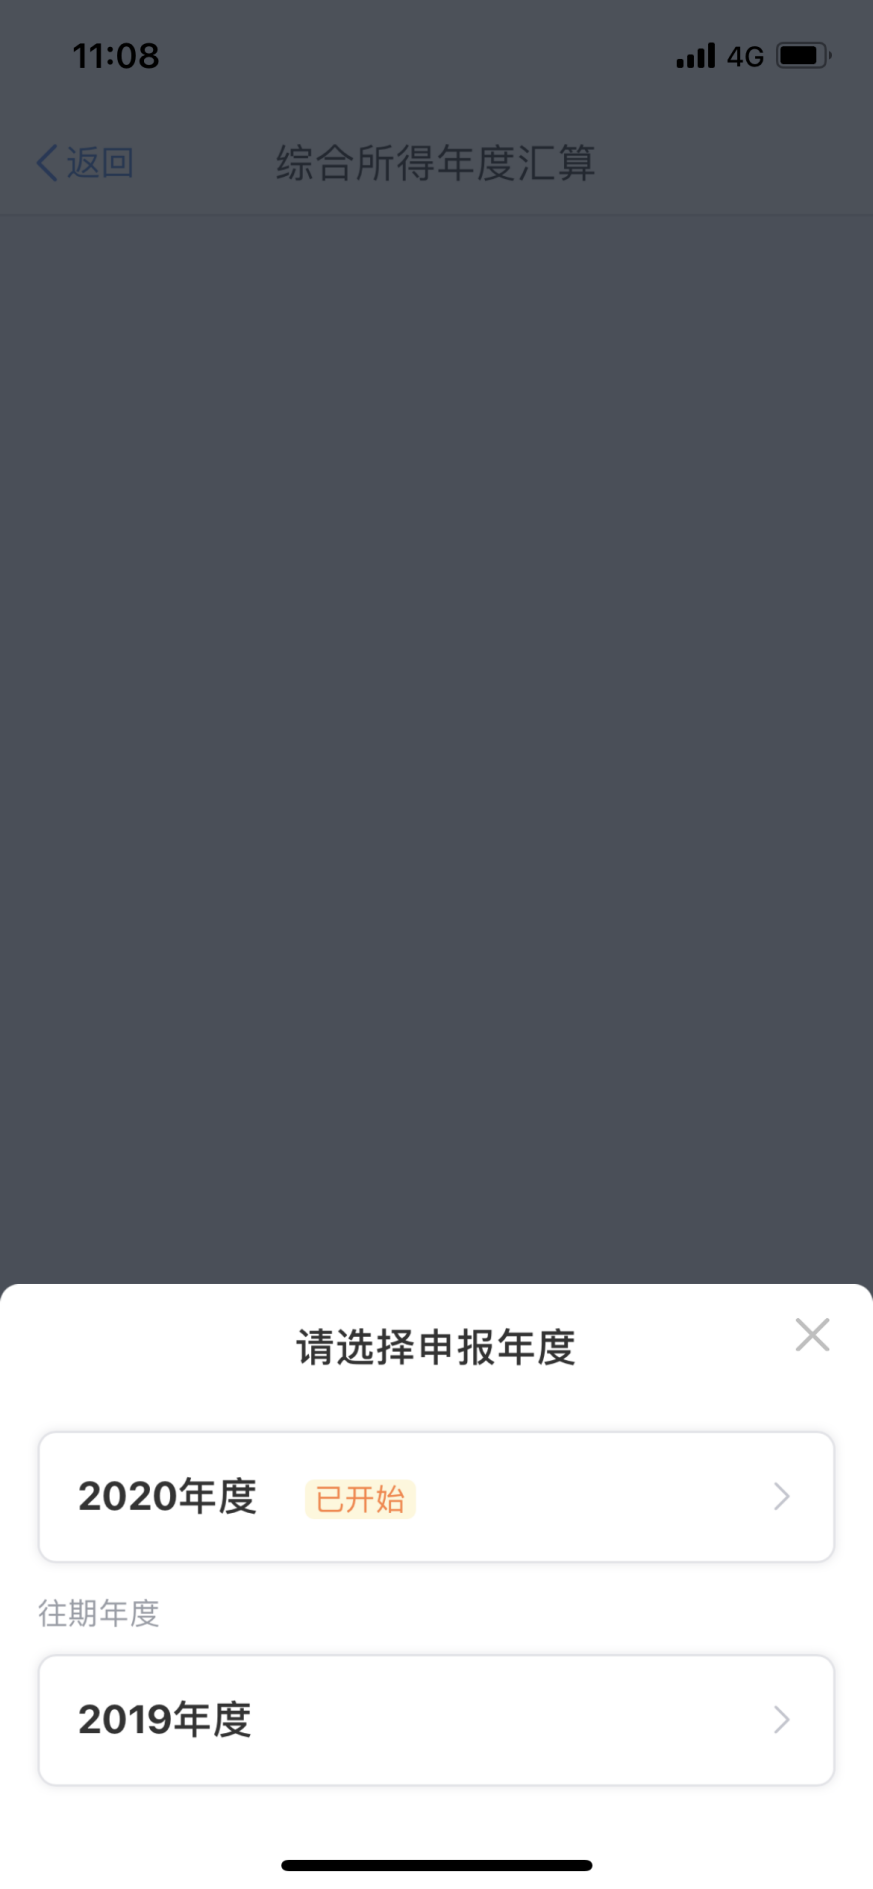 11:08
4G
返回
综合所得年度汇算
请选择申报年度
2020年度 已开始
往期年度
2019年度